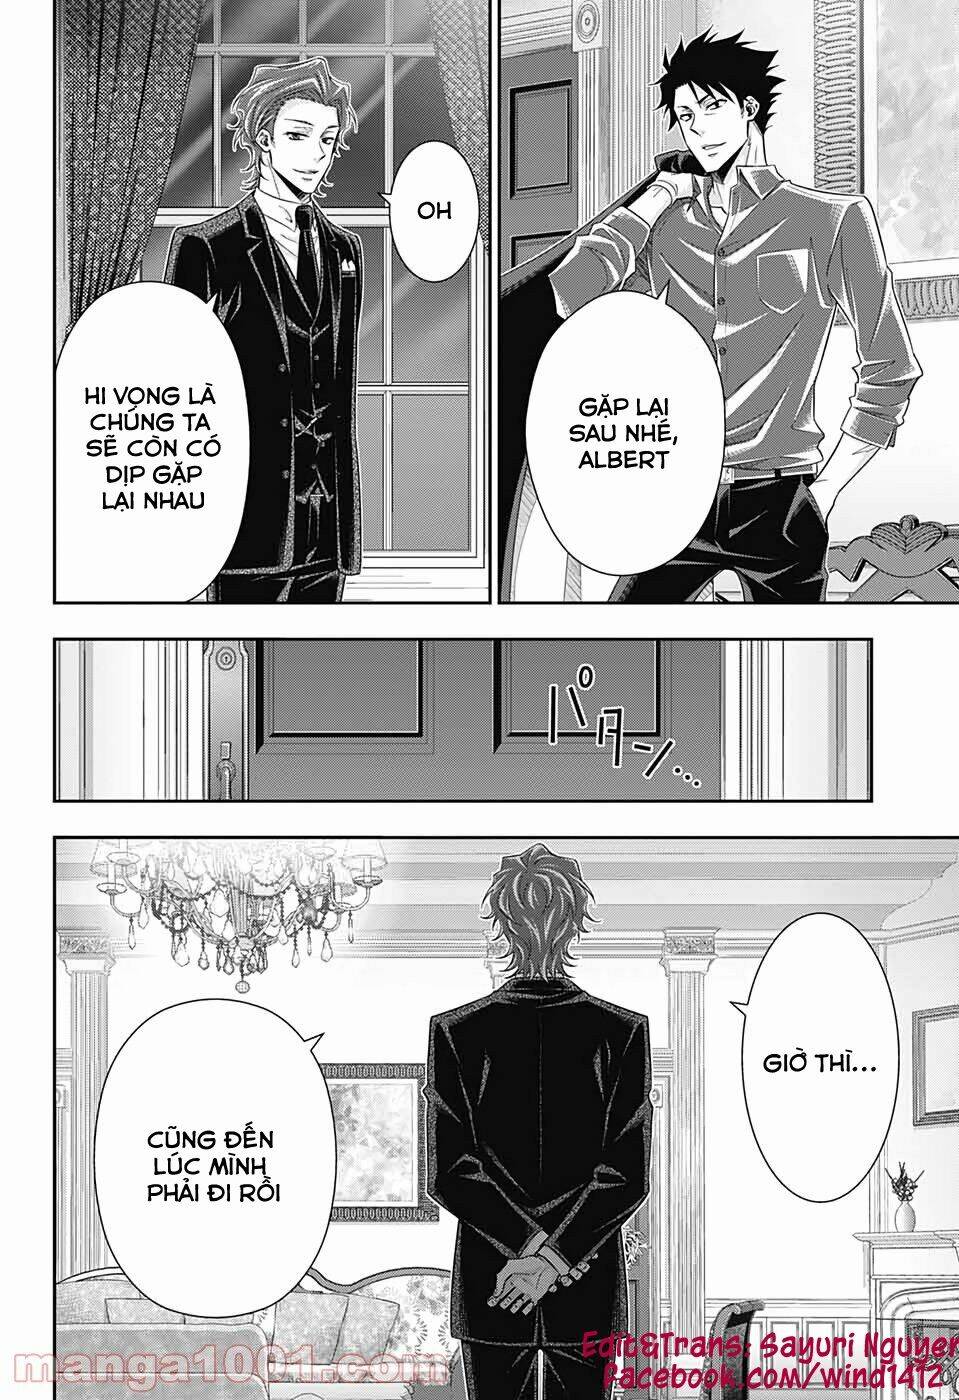 GẶP LẠI
SAU NHÉ,
ALBERT
OH
HI VỌNG LÀ
CHÚNG TA
SẼ CÒN CÓ
DỊP GẶP
LẠI NHAU
パタン…
GIỜ THÌ...
CŨNG ĐẾN
LÚC MÌNH
PHẢI ĐI RỒI
manga1001.com
Edit&Trans: Sayuri Nguyen
Facebook.com/wind1412